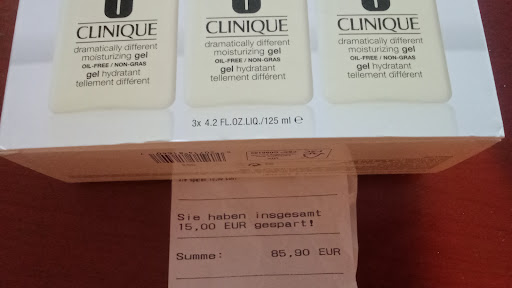 CLINIQUE
dramatically different
moisturizing gel
OIL-FREE / NON-GRAS
gel hydratant
tellement différent
CLINIQUE
dramatically different
moisturizing gel
OIL-FREE / NON-GRAS
gel hydratant
tellement différent
CLINIQUE
dramatically different
moisturizing gel
OIL-FREE / NON-GRAS
gel hydratant
tellement différent
3x 4.2 FL.OZ.LIQ./125 ml ℮
Sie haben insgesamt
15,00 EUR gespart!
Summe: 85,90 EUR